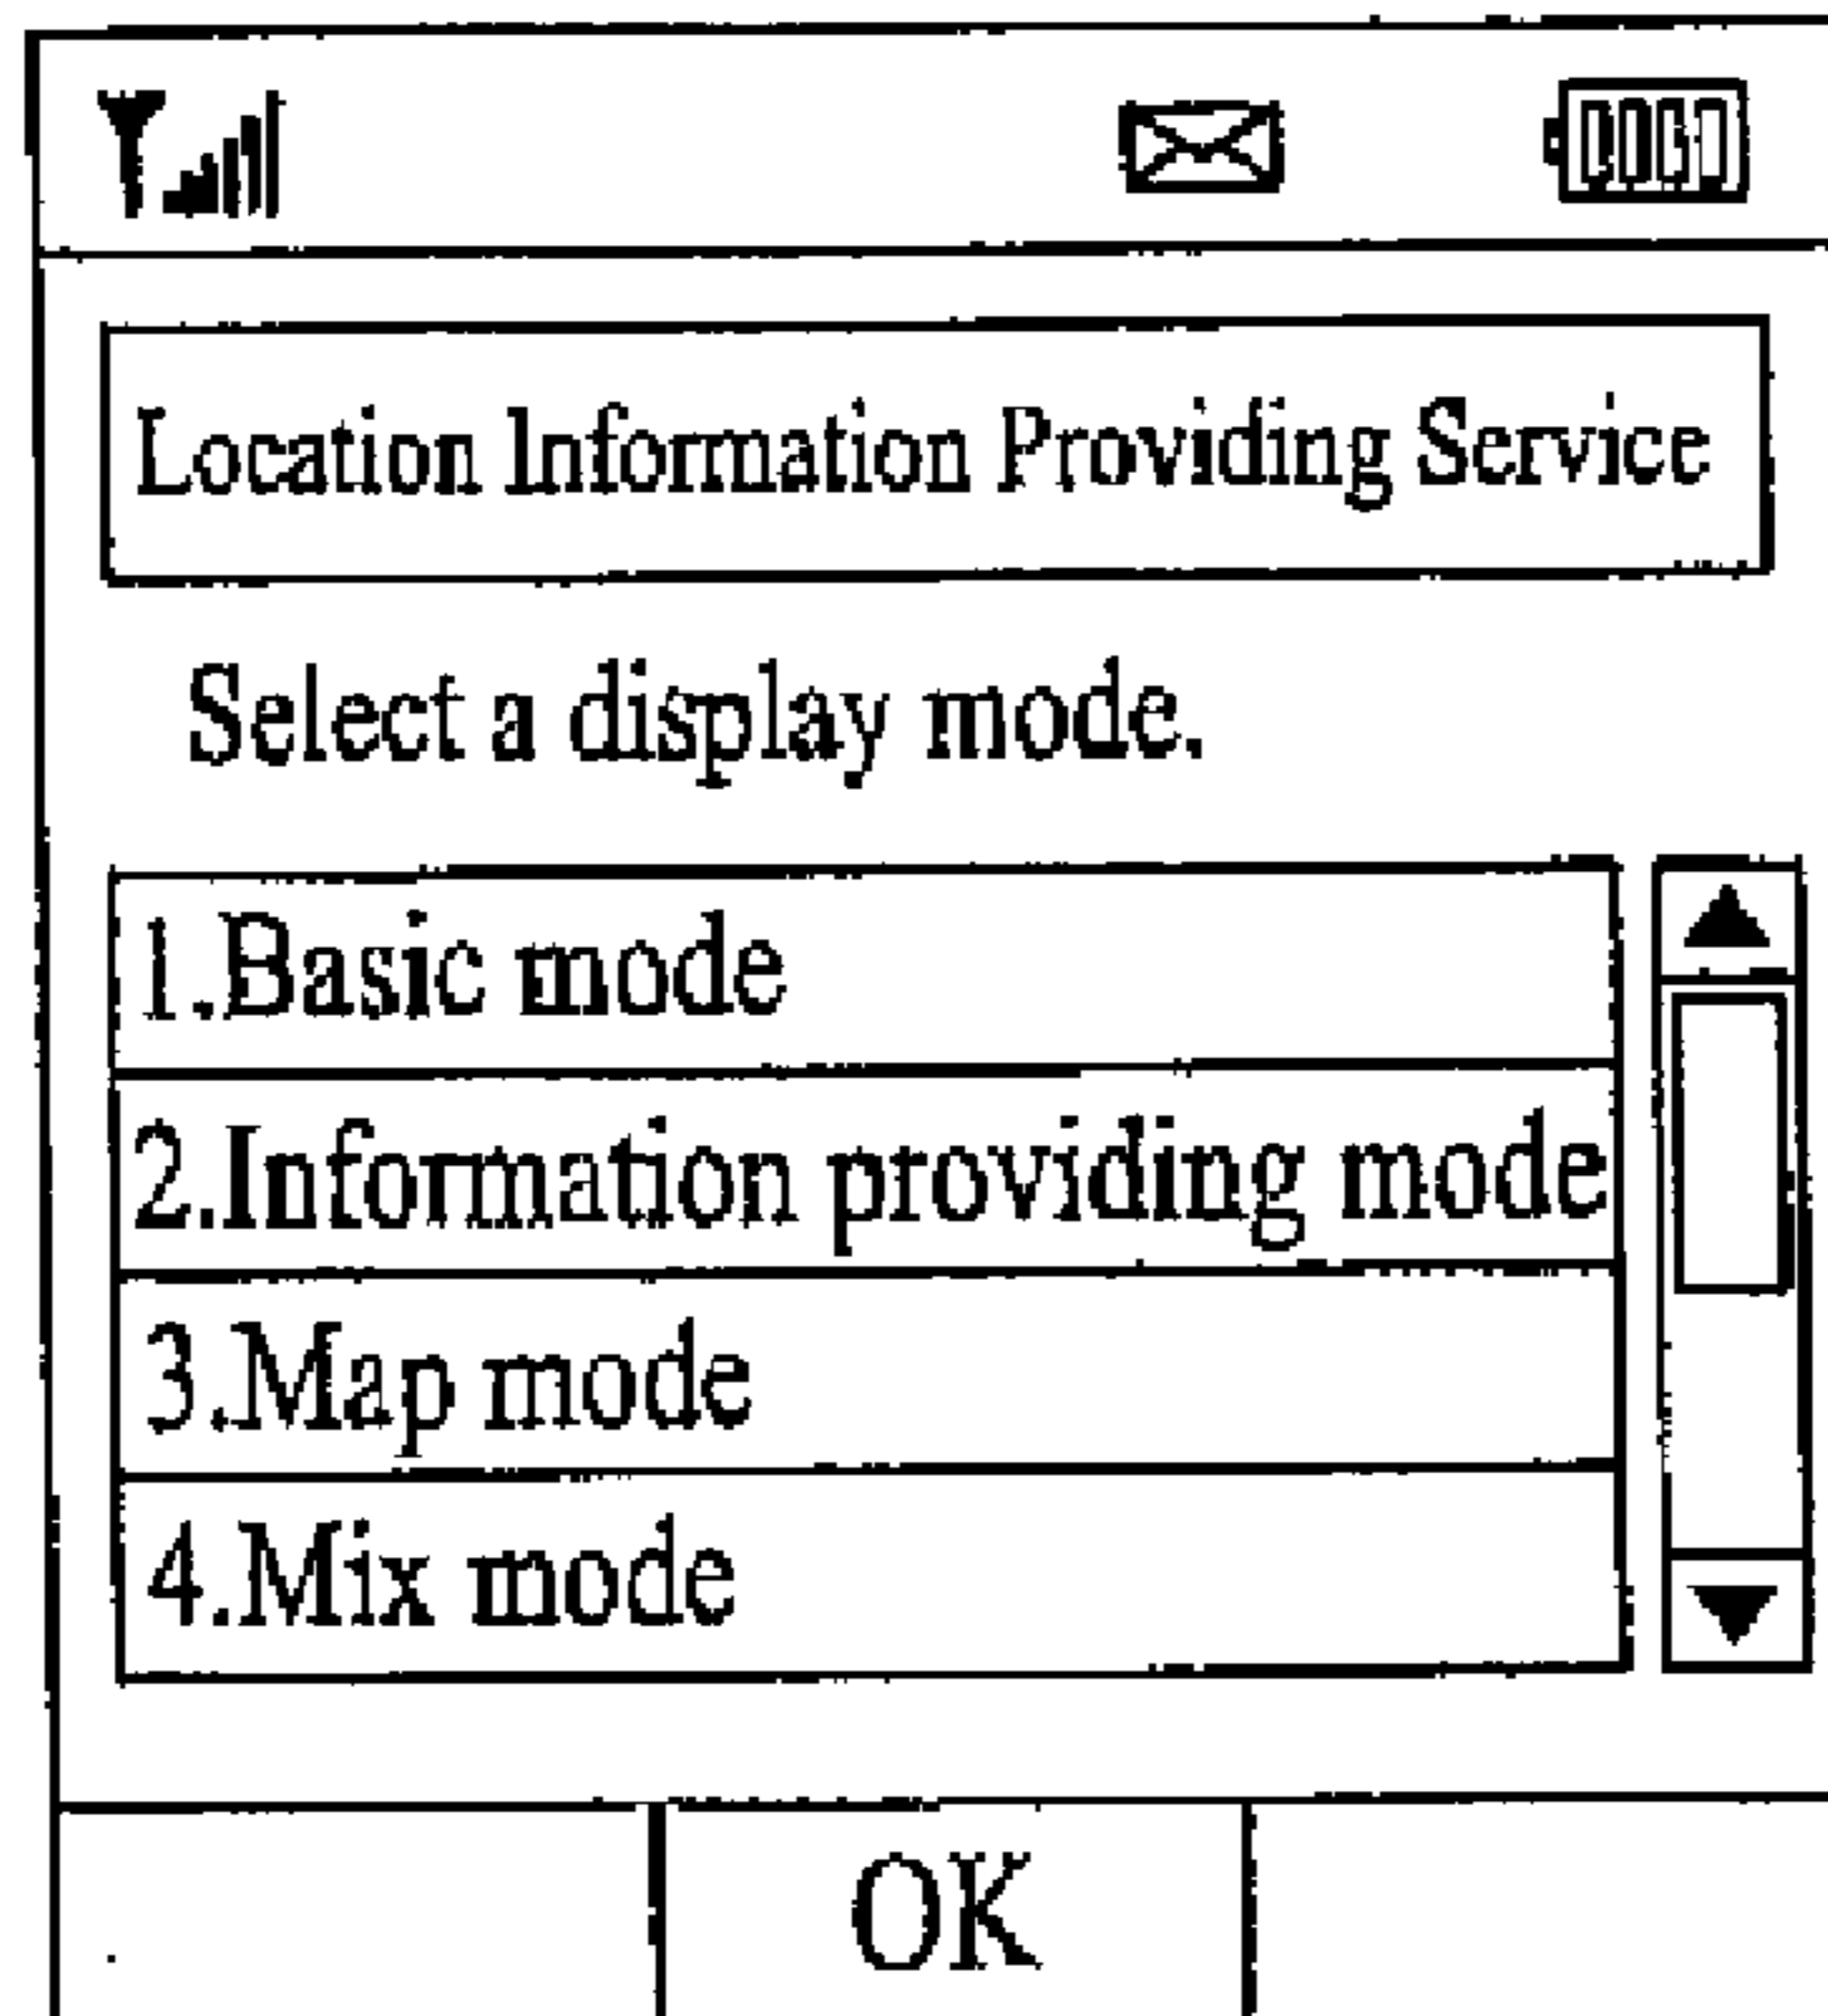 Location Information Providing Service
Select a display mode.
1.Basic mode
2.Information providing mode
3.Map mode
4.Mix mode
OK